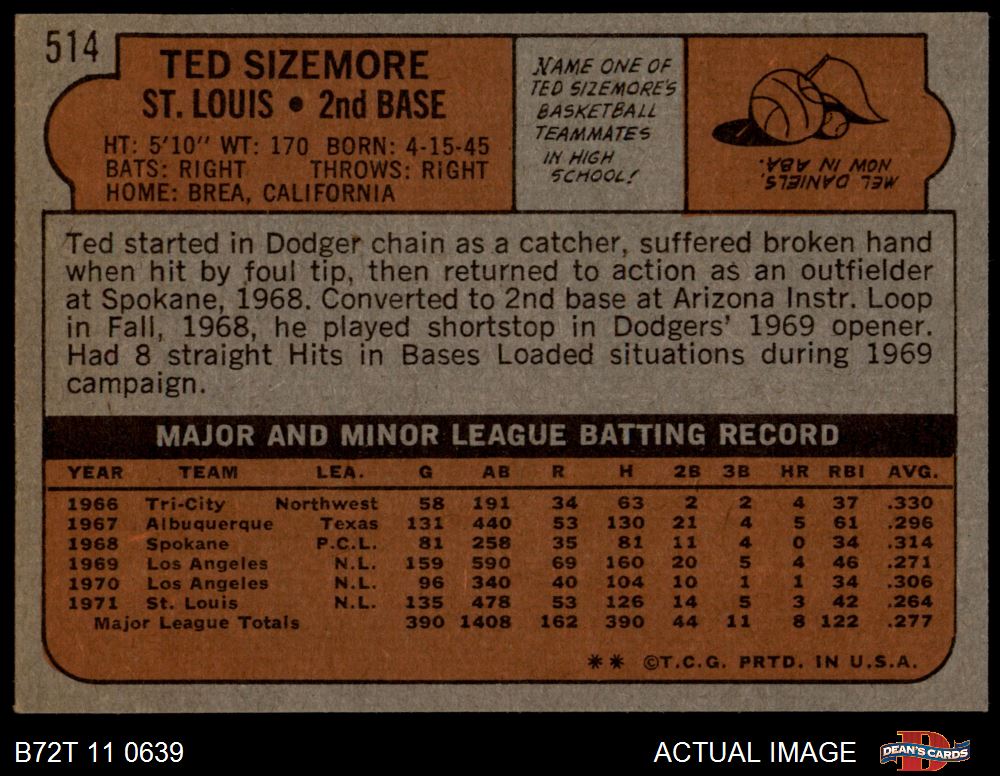 514
TED SIZEMORE
ST. LOUIS • 2nd BASE
HT: 5'10" WT: 170 BORN: 4-15-45
BATS: RIGHT THROWS: RIGHT
HOME: BREA, CALIFORNIA
NAME ONE OF
TED SIZEMORE'S
BASKETBALL
TEAMMATES
IN HIGH
SCHOOL!
MEL DANIELS,
NOW IN ABA.
Ted started in Dodger chain as a catcher, suffered broken hand
when hit by foul tip, then returned to action as an outfielder
at Spokane, 1968. Converted to 2nd base at Arizona Instr. Loop
in Fall, 1968, he played shortstop in Dodgers' 1969 opener.
Had 8 straight Hits in Bases Loaded situations during 1969
campaign.
MAJOR AND MINOR LEAGUE BATTING RECORD
YEAR TEAM LEA. G AB R H 2B 3B HR RBI AVG.
1966 Tri-City Northwest 58 191 34 63 2 2 4 37 .330
1967 Albuquerque Texas 131 440 53 130 21 4 5 61 .296
1968 Spokane P.C.L. 81 258 35 81 11 4 0 34 .314
1969 Los Angeles N.L. 159 590 69 160 20 5 4 46 .271
1970 Los Angeles N.L. 96 340 40 104 10 1 1 34 .306
1971 St. Louis N.L. 135 478 53 126 14 5 3 42 .264
Major League Totals 390 1408 162 390 44 11 8 122 .277
** ©T.C.G. PRTD. IN U.S.A.
B72T 11 0639
ACTUAL IMAGE
D
DEAN'S CARDS